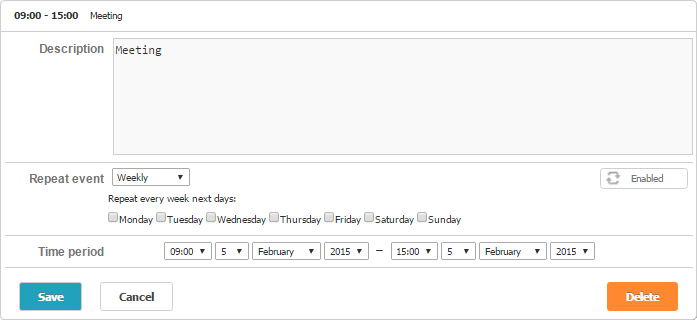 09:00 - 15:00 Meeting
Description Meeting
Repeat event Weekly Enabled
Repeat every week next days:
Monday Tuesday Wednesday Thursday Friday Saturday Sunday
Time period 09:00 5 February 2015 – 15:00 5 February 2015
Save Cancel Delete